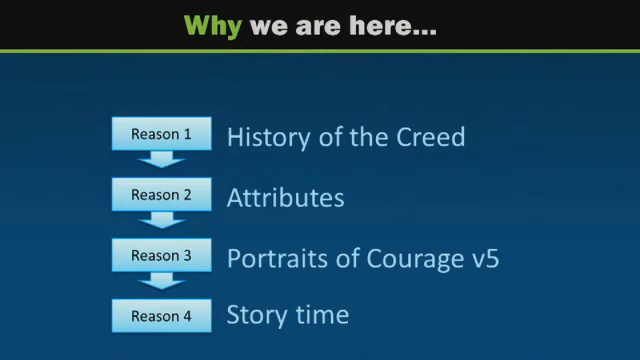 Why we are here...
Reason 1 History of the Creed
Reason 2 Attributes
Reason 3 Portraits of Courage v5
Reason 4 Story time